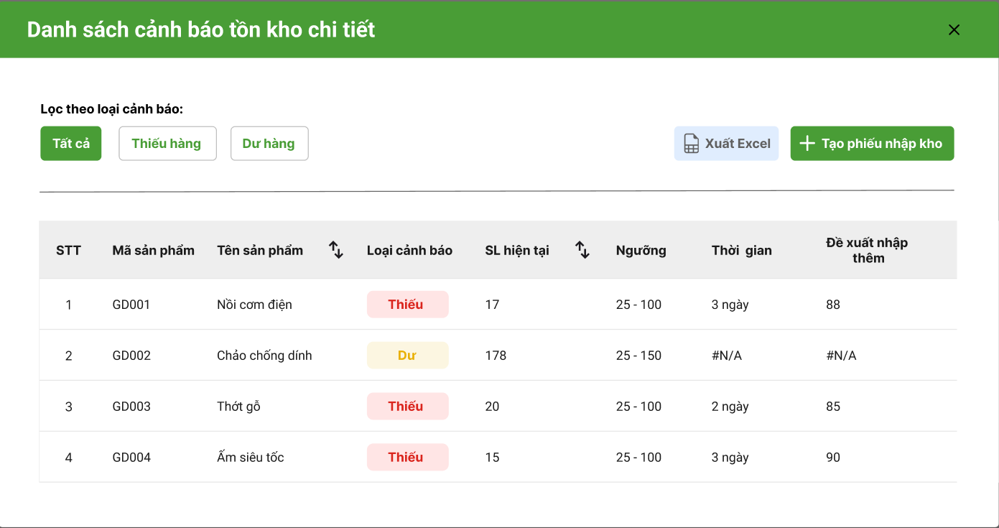 Danh sách cảnh báo tồn kho chi tiết
Lọc theo loại cảnh báo:
Tất cả Thiếu hàng Dư hàng Xuất Excel Tạo phiếu nhập kho
STT Mã sản phẩm Tên sản phẩm Loại cảnh báo SL hiện tại Ngưỡng Thời gian Đề xuất nhập
thêm
1 GD001 Nồi cơm điện Thiếu 17 25 - 100 3 ngày 88
2 GD002 Chảo chống dính Dư 178 25 - 150 #N/A #N/A
3 GD003 Thớt gỗ Thiếu 20 25 - 100 2 ngày 85
4 GD004 Ấm siêu tốc Thiếu 15 25 - 100 3 ngày 90